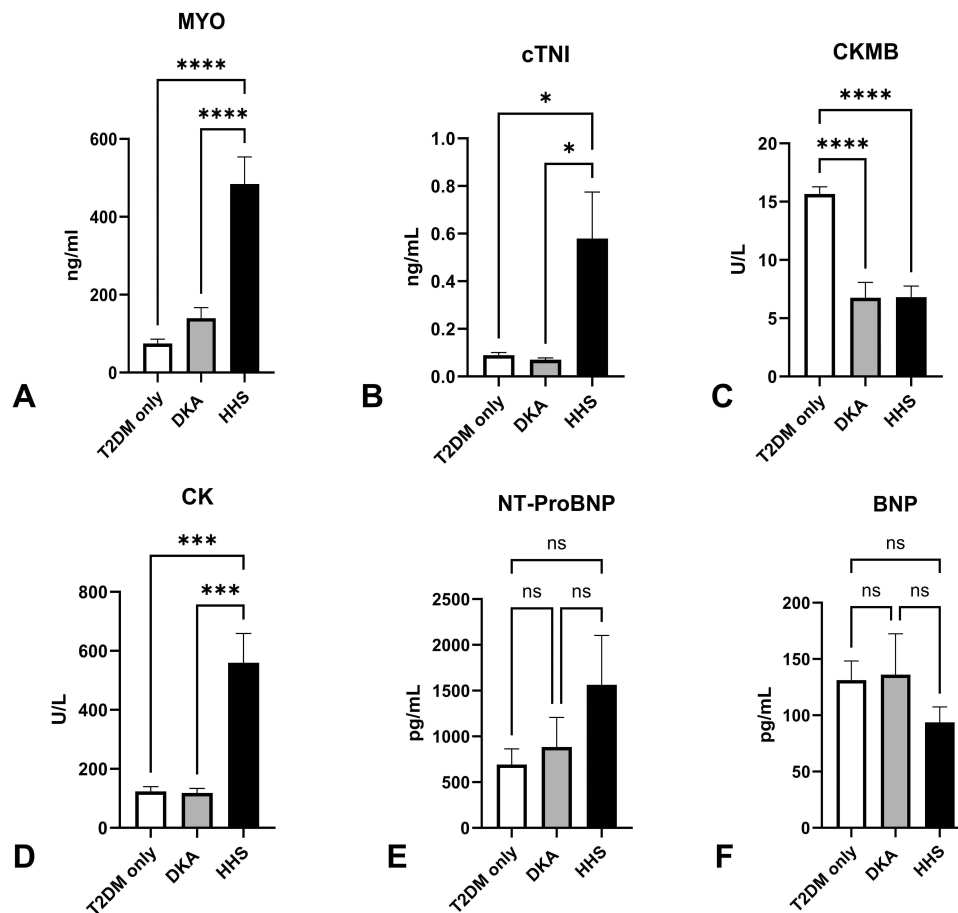 MYO
****
****
600
400
200
0
ng/ml
T2DM only
DKA
HHS
A
cTNI
*
*
1.0
0.8
0.6
0.4
0.2
0.0
ng/mL
T2DM only
DKA
HHS
B
CKMB
****
****
20
15
10
5
0
U/L
T2DM only
DKA
HHS
C
CK
***
***
800
600
400
200
0
U/L
T2DM only
DKA
HHS
D
NT-ProBNP
ns
ns
ns
2500
2000
1500
1000
500
0
pg/mL
T2DM only
DKA
HHS
E
BNP
ns
ns
ns
200
150
100
50
0
pg/mL
T2DM only
DKA
HHS
F